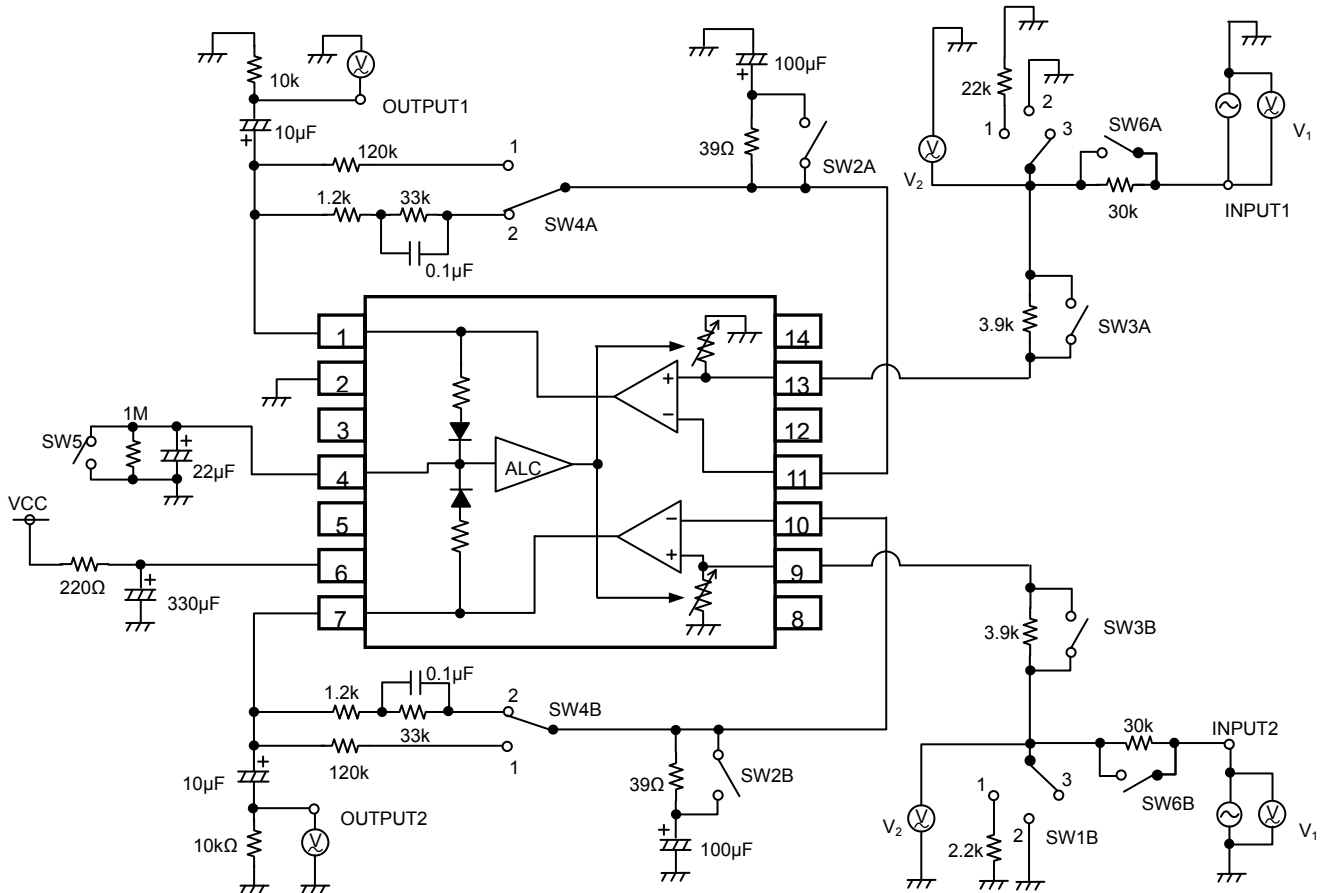 10k
OUTPUT1
10µF
+
120k
1
1.2k
33k
2
SW4A
0.1µF
100µF
+
39Ω
SW2A
22k
1
2
3
V2
SW6A
30k
V1
INPUT1
3.9k
SW3A
1
2
3
4
5
6
7
14
13
12
11
10
9
8
+
−
ALC
−
+
SW5
1M
+
22µF
VCC
220Ω
+
330µF
0.1µF
1.2k
33k
2
SW4B
1
120k
10µF
+
OUTPUT2
10kΩ
39Ω
SW2B
+
100µF
3.9k
SW3B
30k
INPUT2
SW6B
V2
1
2
3
2.2k
SW1B
V1
V
V
V
V
V
V